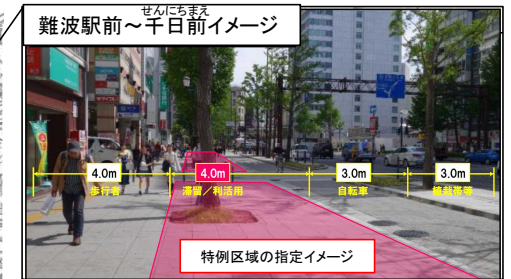 せんにちまえ
難波駅前～千日前イメージ
4.0m
4.0m
3.0m
3.0m
歩行者
滞留／利活用
自転車
植栽帯等
特例区域の指定イメージ